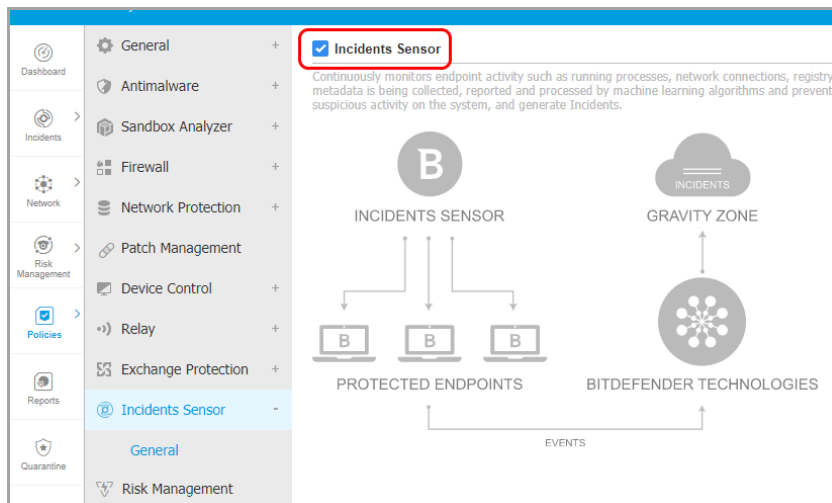 Dashboard
Incidents
Network
Risk
Management
Policies
Reports
Quarantine
General
Antimalware
Sandbox Analyzer
Firewall
Network Protection
Patch Management
Device Control
Relay
Exchange Protection
Incidents Sensor
General
Risk Management
Incidents Sensor
Continuously monitors endpoint activity such as running processes, network connections, registry
metadata is being collected, reported and processed by machine learning algorithms and prevent
suspicious activity on the system, and generate Incidents.
B
INCIDENTS SENSOR
INCIDENTS
GRAVITY ZONE
B
B
B
PROTECTED ENDPOINTS
BITDEFENDER TECHNOLOGIES
EVENTS